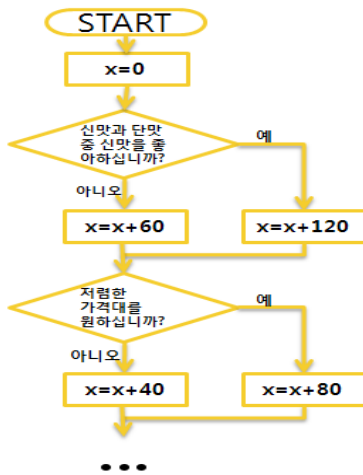 START
x=0
신맛과 단맛
중 신맛을 좋
아하십니까?
예
아니오
x=x+60
x=x+120
저렴한
가격대를
원하십니까?
예
아니오
x=x+40
x=x+80
•••